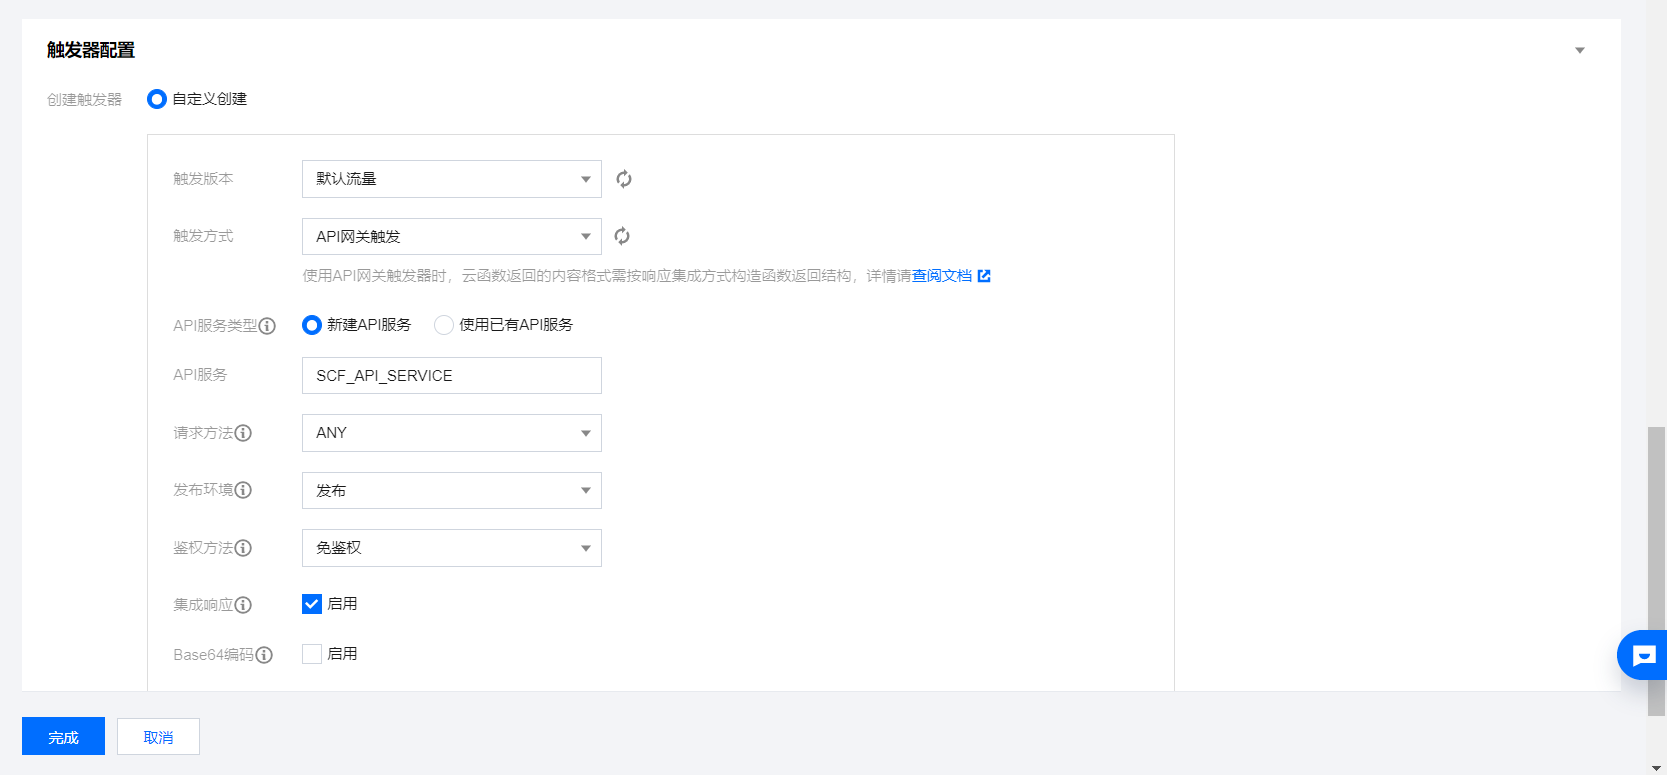 触发器配置
创建触发器 自定义创建
触发版本 默认流量
触发方式 API网关触发
使用API网关触发器时，云函数返回的内容格式需按响应集成方式构造函数返回结构，详情请查阅文档
API服务类型 新建API服务 使用已有API服务
API服务 SCF_API_SERVICE
请求方法 ANY
发布环境 发布
鉴权方法 免鉴权
集成响应 启用
Base64编码 启用
完成 取消